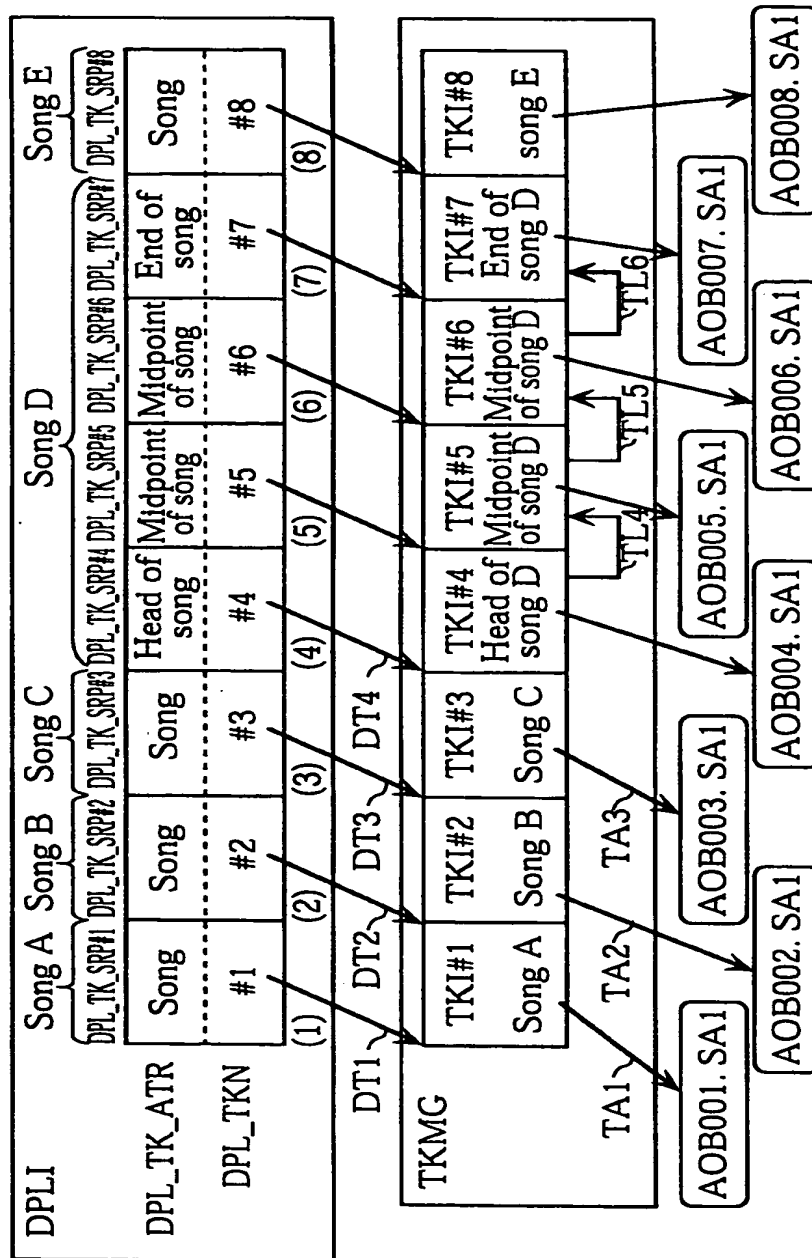 DPLI
Song A Song B Song C Song D Song E
DPL_TK_SRP#1 DPL_TK_SRP#2 DPL_TK_SRP#3 DPL_TK_SRP#4 DPL_TK_SRP#5 DPL_TK_SRP#6 DPL_TK_SRP#7 DPL_TK_SRP#8
DPL_TK_ATR Song Song Song Head of song Midpoint of song Midpoint of song End of song Song
DPL_TKN #1 #2 #3 #4 #5 #6 #7 #8
(1) (2) (3) (4) (5) (6) (7) (8)
DT1 DT2 DT3 DT4
TKMG
TKI#1 TKI#2 TKI#3 TKI#4 TKI#5 TKI#6 TKI#7 TKI#8
Song A Song B Song C Head of song D Midpoint of song D Midpoint of song D End of song D song E
TL4 TL5 TL6
TA1 TA2 TA3
AOB001. SA1 AOB003. SA1 AOB005. SA1 AOB007. SA1
AOB002. SA1 AOB004. SA1 AOB006. SA1 AOB008. SA1